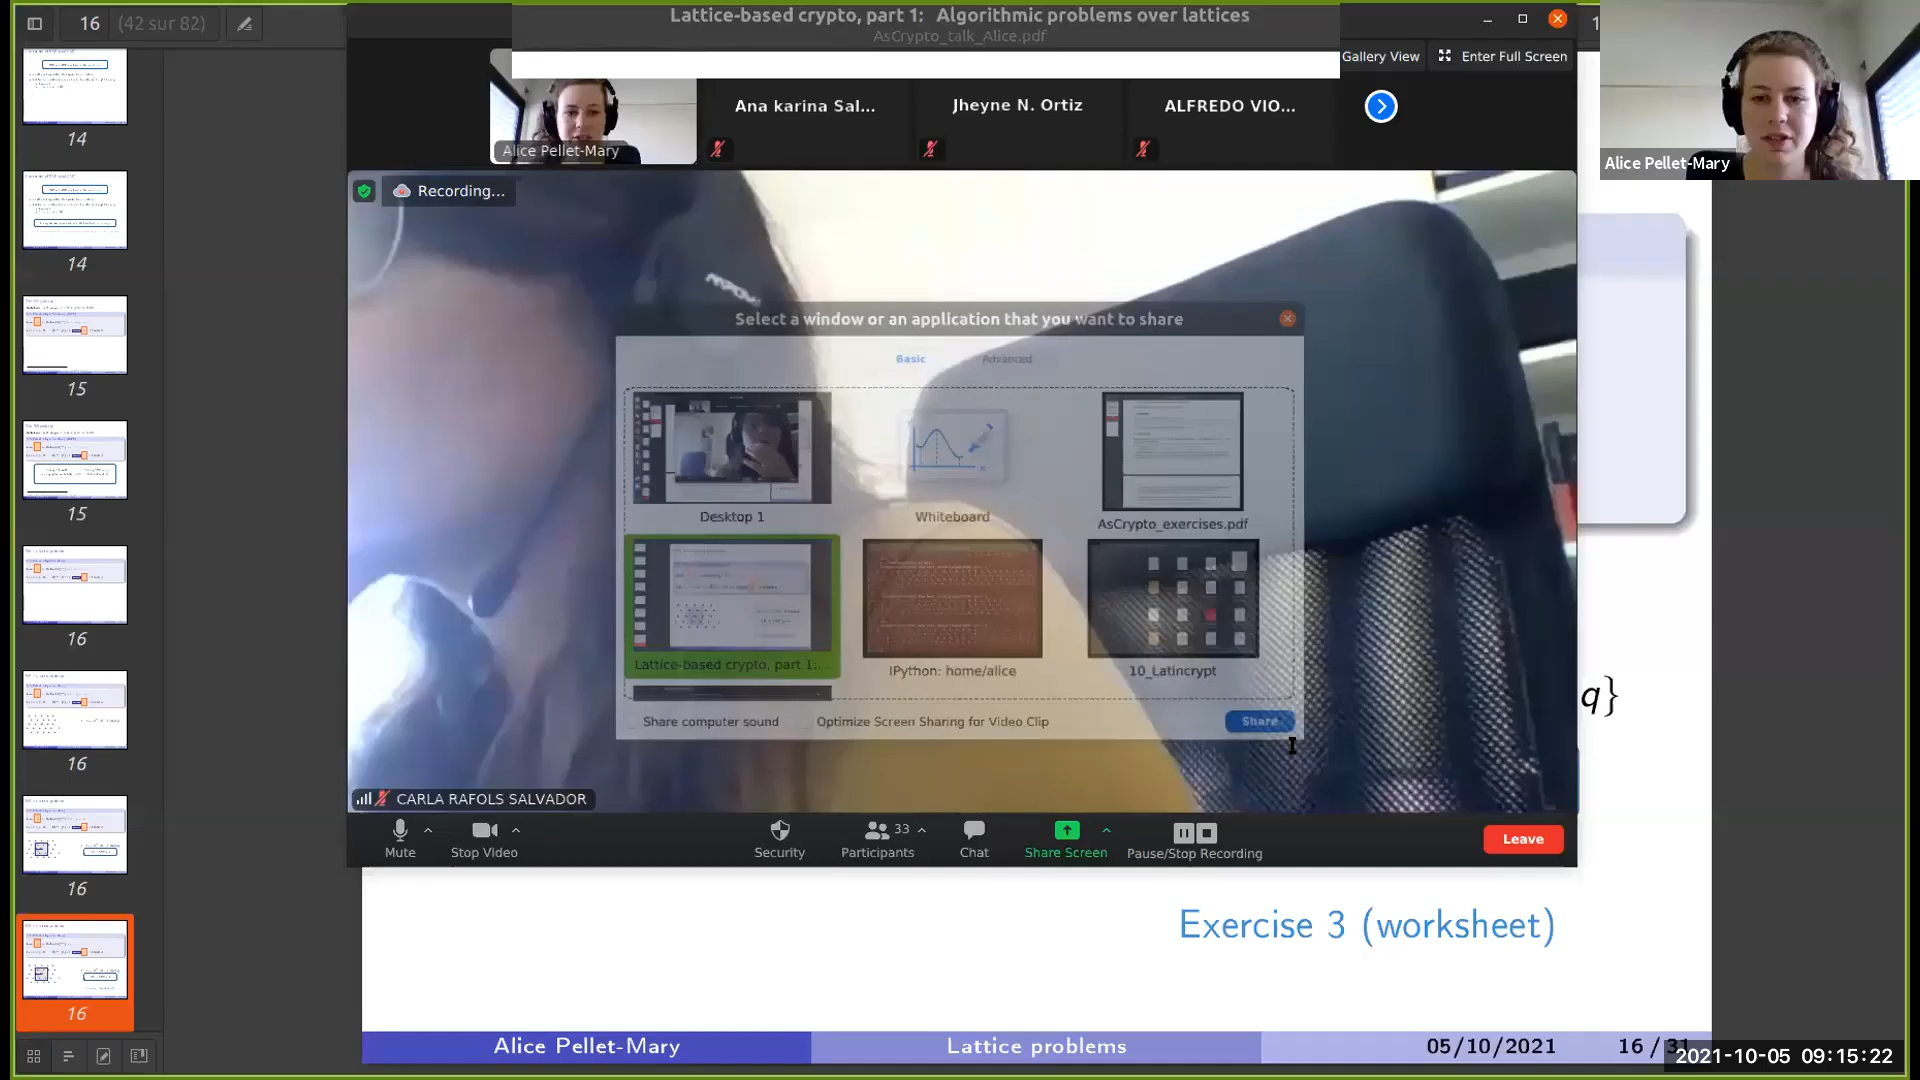 16 (42 sur 82)
Lattice-based crypto, part 1: Algorithmic problems over lattices
AsCrypto_talk_Alice.pdf
Gallery View
Enter Full Screen
Alice Pellet-Mary
Ana karina Sal...
Jheyne N. Ortiz
ALFREDO VIO...
Alice Pellet-Mary
Recording...
14
14
15
15
16
16
16
16
Select a window or an application that you want to share
Basic
Advanced
Desktop 1
Whiteboard
AsCrypto_exercises.pdf
Lattice-based crypto, part 1:...
IPython: home/alice
10_Latincrypt
Share computer sound
Optimize Screen Sharing for Video Clip
Share
q}
CARLA RAFOLS SALVADOR
Mute
Stop Video
Security
33
Participants
Chat
Share Screen
Pause/Stop Recording
Leave
Exercise 3 (worksheet)
Alice Pellet-Mary
Lattice problems
05/10/2021
16 / 31
2021-10-05 09:15:22